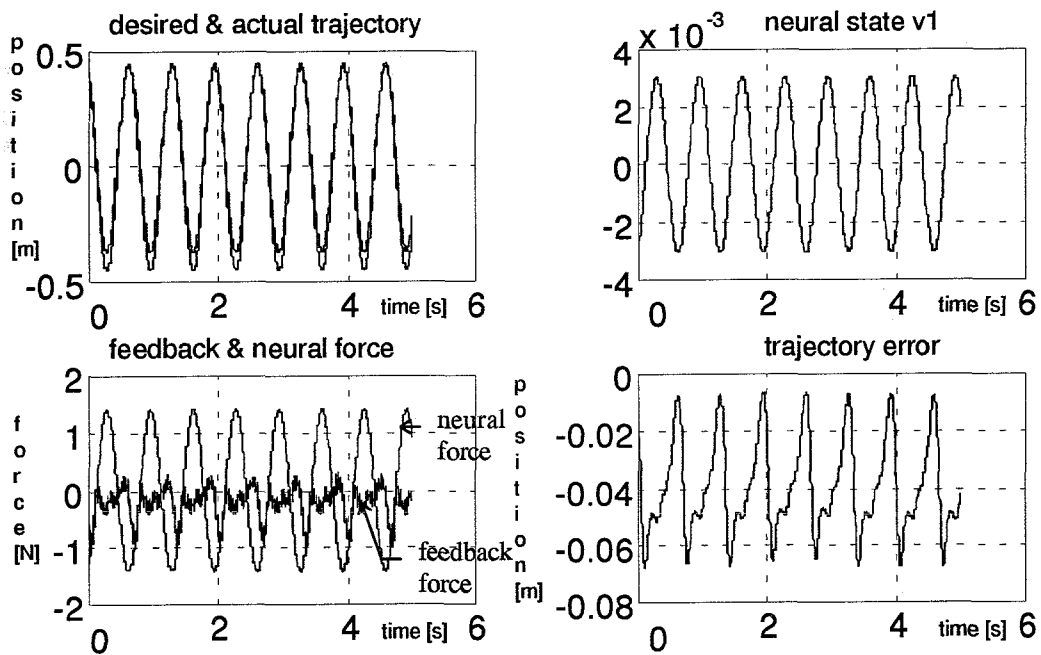 desired & actual trajectory
position
[m]
0.5
0
-0.5
0
2
4
6
time [s]
neural state v1
x 10^-3
4
2
0
-2
-4
0
2
4
6
time [s]
feedback & neural force
force
[N]
2
1
0
-1
-2
neural
force
feedback
force
0
2
4
6
time [s]
trajectory error
position
[m]
0
-0.02
-0.04
-0.06
-0.08
0
2
4
6
time [s]